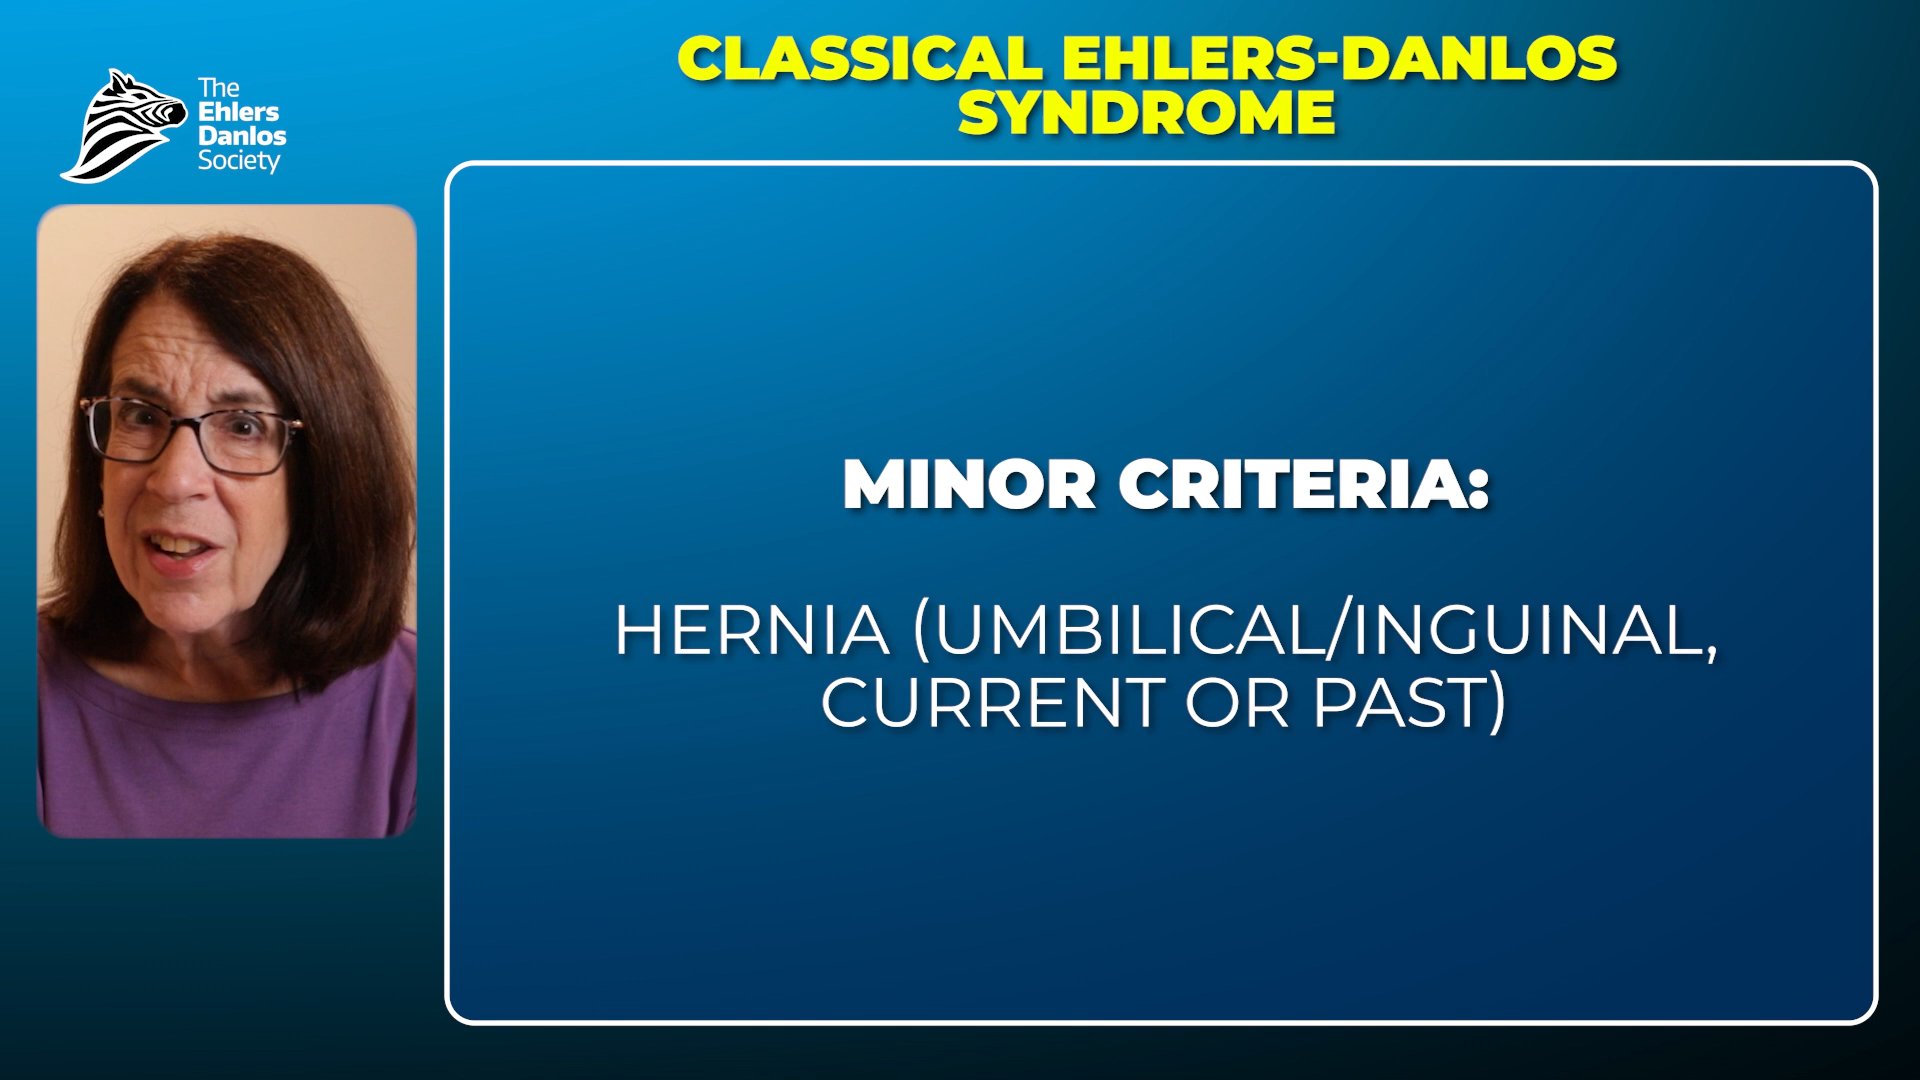 The
Ehlers
Danlos
Society
CLASSICAL EHLERS-DANLOS
SYNDROME
MINOR CRITERIA:
HERNIA (UMBILICAL/INGUINAL,
CURRENT OR PAST)